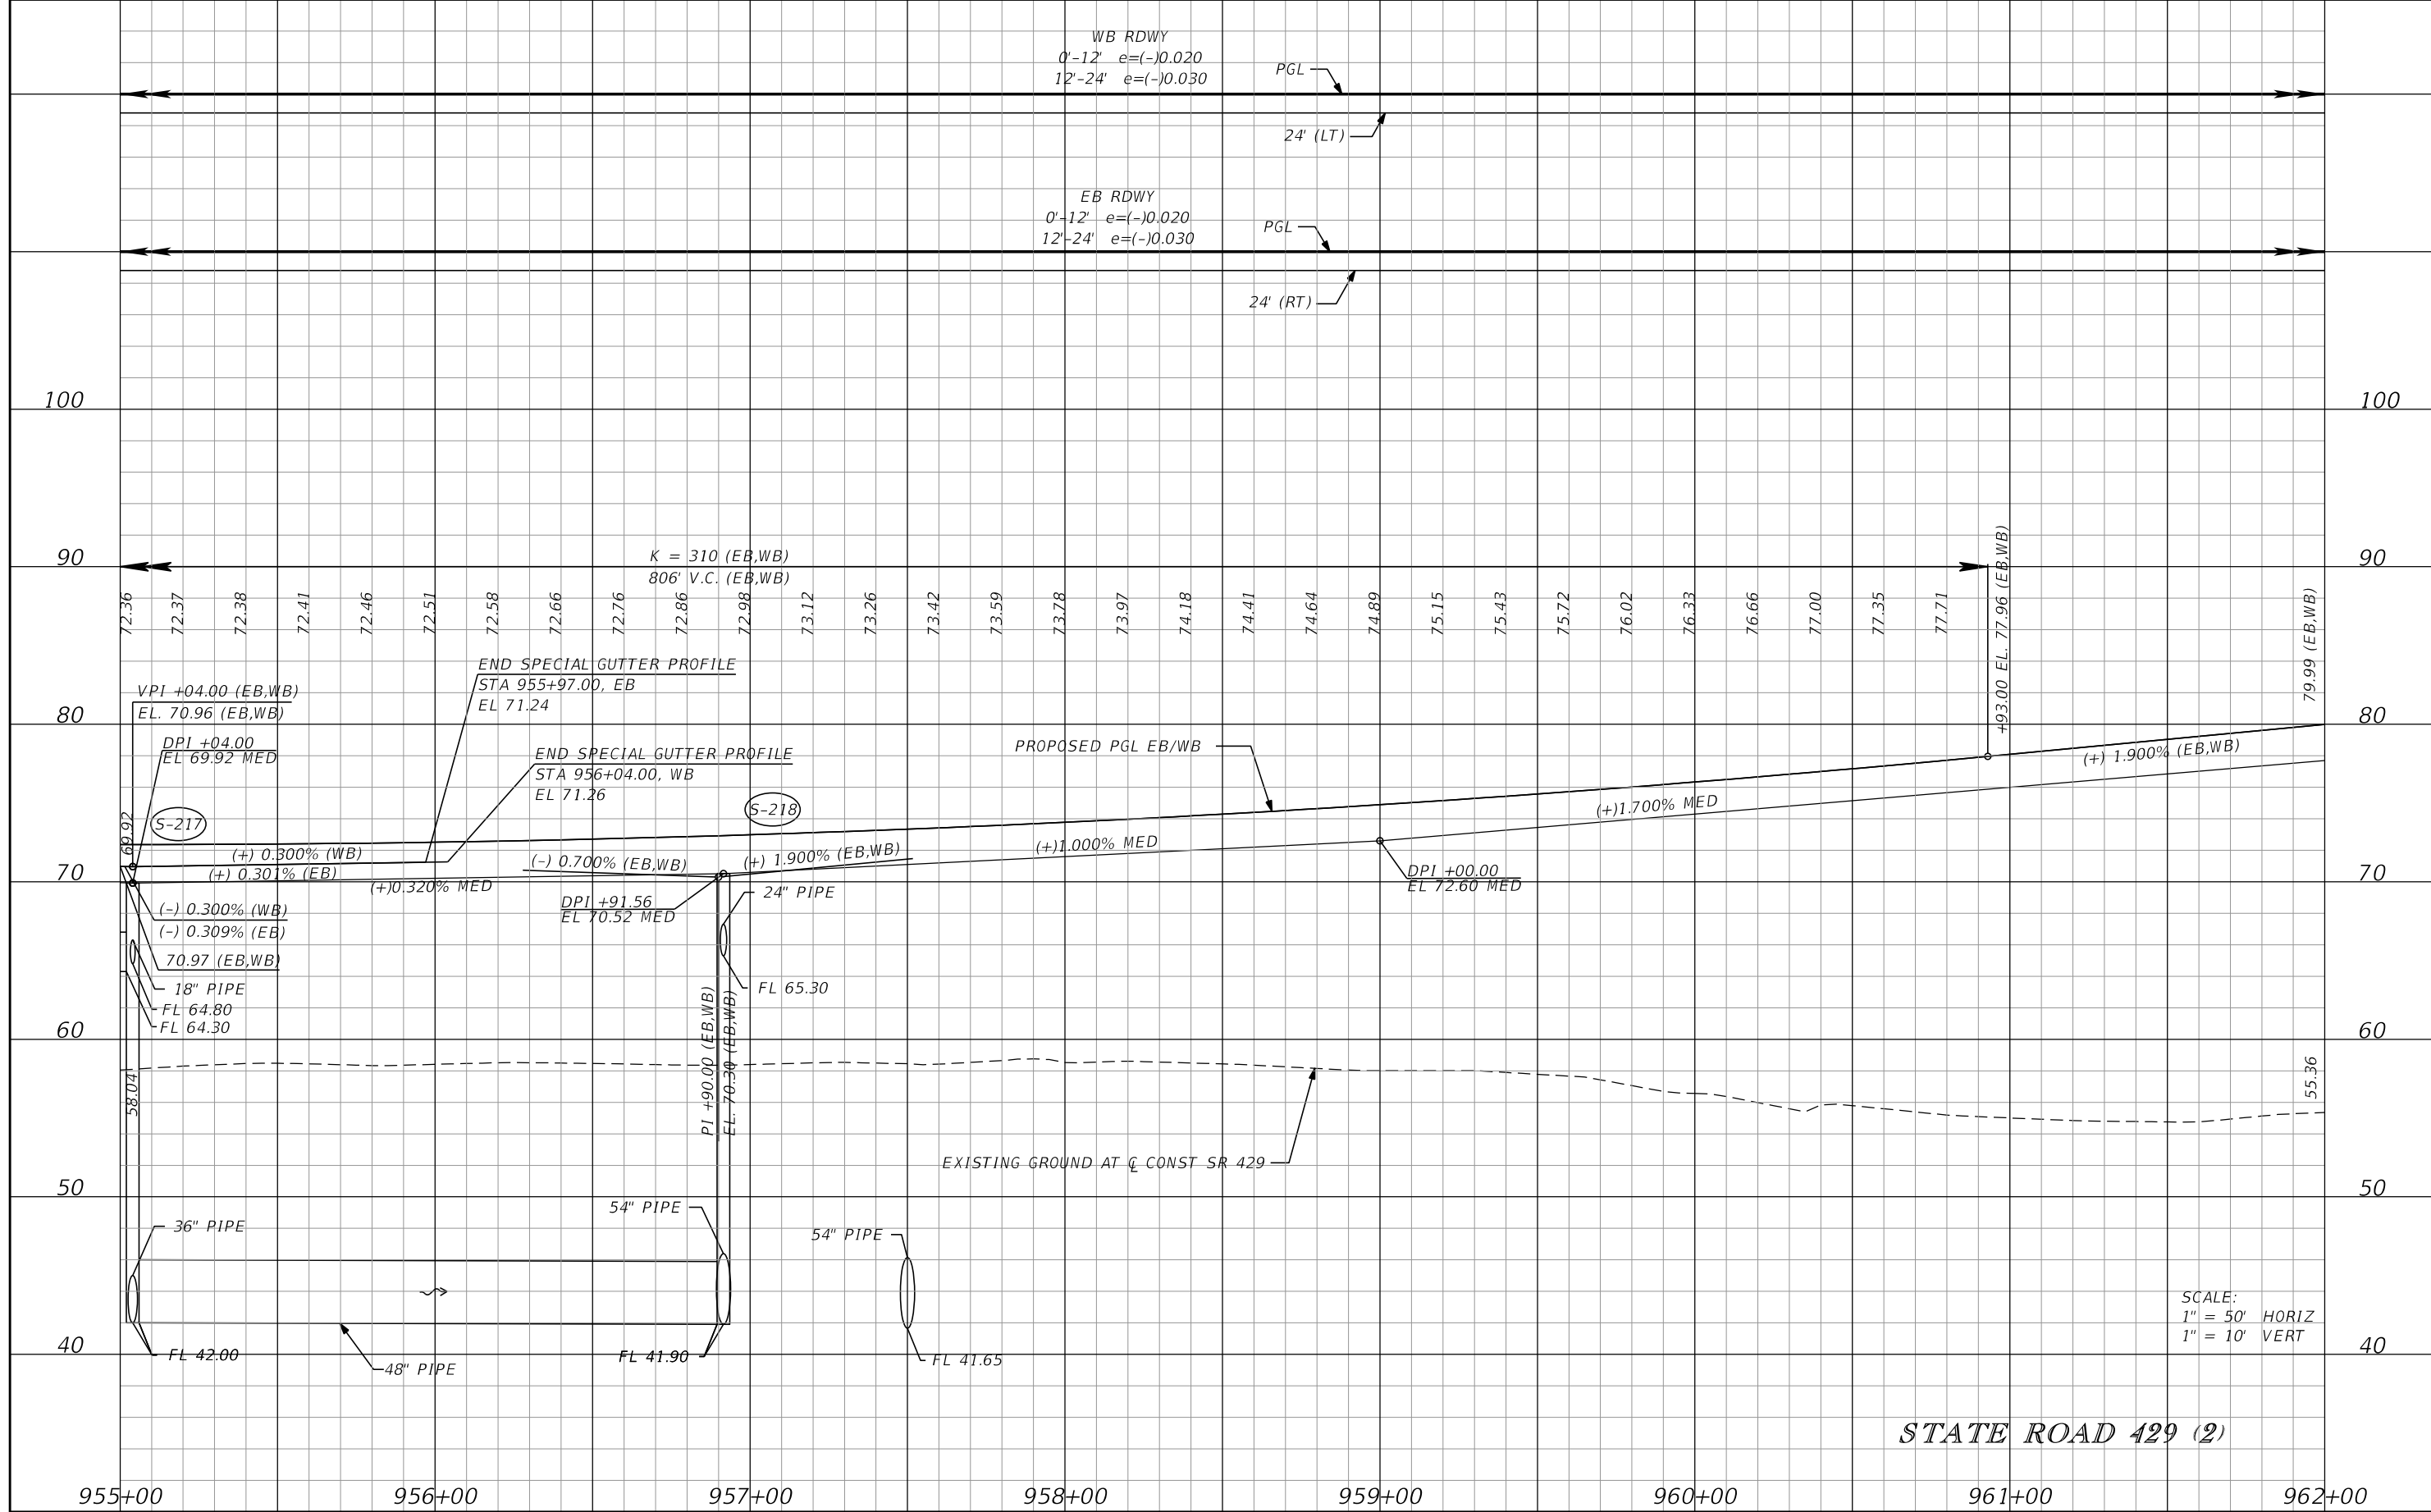 WB RDWY
0'-12' e=(-)0.020
12'-24' e=(-)0.030
PGL
24' (LT)
EB RDWY
0'-12' e=(-)0.020
12'-24' e=(-)0.030
PGL
24' (RT)
100
100
90
K = 310 (EB,WB)
806' V.C. (EB,WB)
90
72.36
72.37
72.38
72.41
72.46
72.51
72.58
72.66
72.76
72.86
72.98
73.12
73.26
73.42
73.59
73.78
73.97
74.18
74.41
74.64
74.89
75.15
75.43
75.72
76.02
76.33
76.66
77.00
77.35
77.71
+93.00 EL. 77.96 (EB,WB)
79.99 (EB,WB)
END SPECIAL GUTTER PROFILE
STA 955+97.00, EB
EL 71.24
VPI +04.00 (EB,WB)
EL. 70.96 (EB,WB)
80
80
DPI +04.00
EL 69.92 MED
END SPECIAL GUTTER PROFILE
STA 956+04.00, WB
EL 71.26
PROPOSED PGL EB/WB
(+) 1.900% (EB,WB)
69.92
S-217
S-218
(+)1.700% MED
(+) 0.300% (WB)
(+) 0.301% (EB)
(+)0.320% MED
(-) 0.700% (EB,WB)
(+) 1.900% (EB,WB)
(+)1.000% MED
70
70
DPI +00.00
EL 72.60 MED
DPI +91.56
EL 70.52 MED
24" PIPE
(-) 0.300% (WB)
(-) 0.309% (EB)
70.97 (EB,WB)
18" PIPE
FL 64.80
FL 64.30
FL 65.30
PI +90.00 (EB,WB)
EL. 70.30 (EB,WB)
60
60
58.04
55.36
EXISTING GROUND AT ℄ CONST SR 429
50
50
36" PIPE
54" PIPE
54" PIPE
FL 42.00
48" PIPE
FL 41.90
FL 41.65
40
40
SCALE:
1" = 50' HORIZ
1" = 10' VERT
STATE ROAD 429 (2)
955+00
956+00
957+00
958+00
959+00
960+00
961+00
962+00